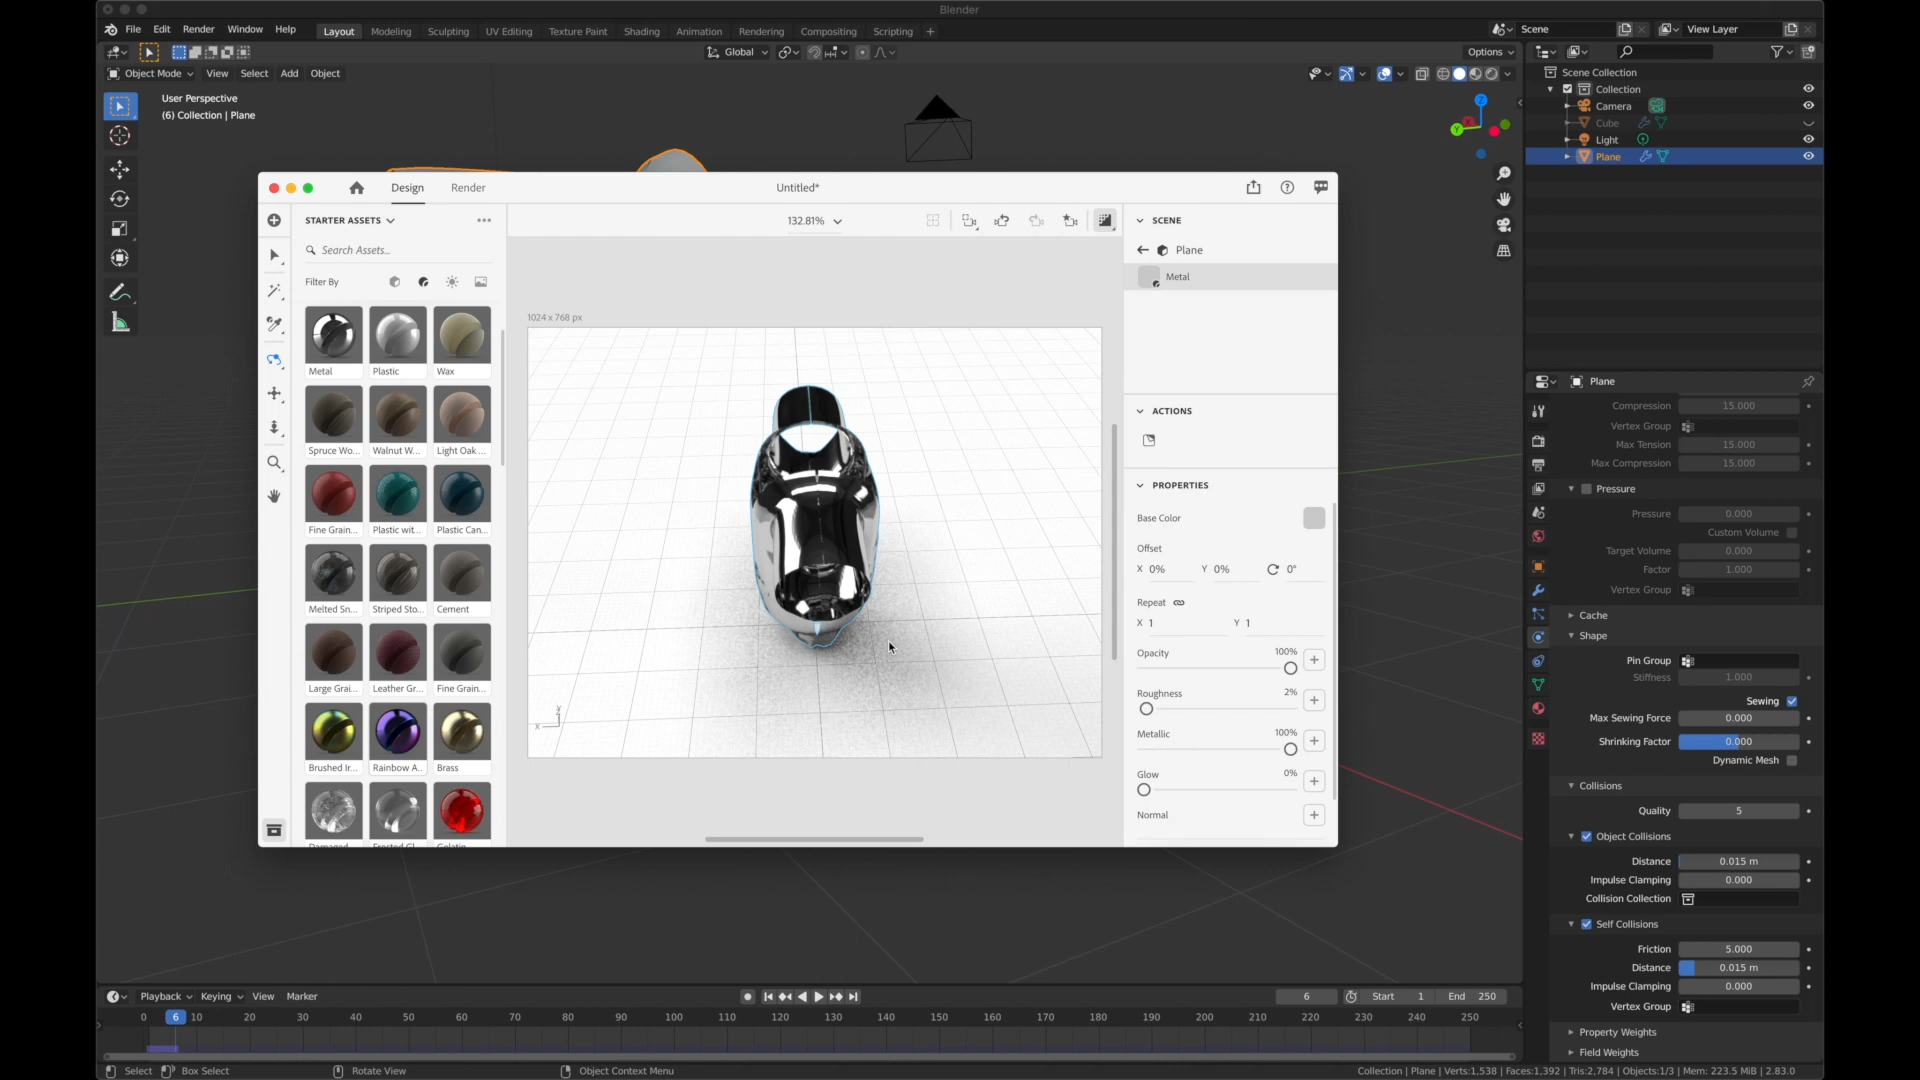 Blender
File Edit Render Window Help
Layout Modeling Sculpting UV Editing Texture Paint Shading Animation Rendering Compositing Scripting +
Scene
View Layer
Global
Options
Object Mode View Select Add Object
User Perspective
(6) Collection | Plane
Scene Collection
Collection
Camera
Cube
Light
Plane
Design Render
Untitled*
STARTER ASSETS
Search Assets...
Filter By
Metal Plastic Wax
Spruce Wo... Walnut W... Light Oak ...
Fine Grain... Plastic wit... Plastic Can...
Melted Sn... Striped Sto... Cement
Large Grai... Leather Gr... Fine Grain...
Brushed Ir... Rainbow A... Brass
132.81%
1024 x 768 px
x
SCENE
Plane
Metal
ACTIONS
PROPERTIES
Base Color
Offset
X 0% Y 0% 0°
Repeat
X 1 Y 1
Opacity 100%
Roughness 2%
Metallic 100%
Glow 0%
Normal
Plane
Compression 15.000
Vertex Group
Max Tension 15.000
Max Compression 15.000
Pressure
Pressure 0.000
Custom Volume
Target Volume 0.000
Factor 1.000
Vertex Group
Cache
Shape
Pin Group
Stiffness 1.000
Sewing
Max Sewing Force 0.000
Shrinking Factor 0.000
Dynamic Mesh
Collisions
Quality 5
Object Collisions
Distance 0.015 m
Impulse Clamping 0.000
Collision Collection
Self Collisions
Friction 5.000
Distance 0.015 m
Impulse Clamping 0.000
Vertex Group
Property Weights
Field Weights
Playback Keying View Marker
6 Start 1 End 250
0 6 10 20 30 40 50 60 70 80 90 100 110 120 130 140 150 160 170 180 190 200 210 220 230 240 250
Select Box Select Rotate View Object Context Menu
Collection | Plane | Verts:1,538 | Faces:1,392 | Tris:2,784 | Objects:1/3 | Mem: 223.5 MiB | 2.83.0